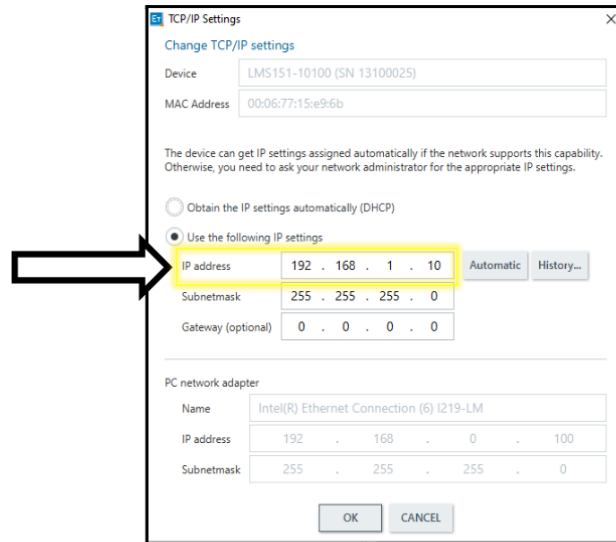 ET TCP/IP Settings
Change TCP/IP settings
Device LMS151-10100 (SN 13100025)
MAC Address 00:06:77:15:e9:6b
The device can get IP settings assigned automatically if the network supports this capability.
Otherwise, you need to ask your network administrator for the appropriate IP settings.
Obtain the IP settings automatically (DHCP)
Use the following IP settings
IP address 192 . 168 . 1 . 10 Automatic History...
Subnetmask 255 . 255 . 255 . 0
Gateway (optional) 0 . 0 . 0 . 0
PC network adapter
Name Intel(R) Ethernet Connection (6) I219-LM
IP address 192 . 168 . 0 . 100
Subnetmask 255 . 255 . 255 . 0
OK CANCEL